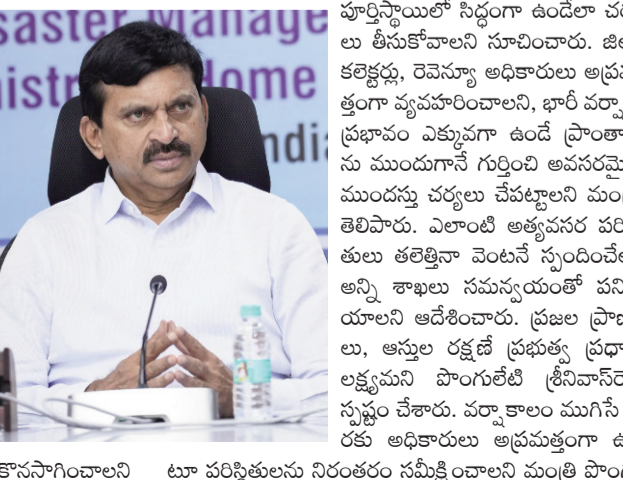 saster Manage
nistr Home
ndia
పూర్తిస్థాయిలో సిద్ధంగా ఉండేలా చర
లు తీసుకోవాలని సూచించారు. జిల
కలెక్టర్లు, రెవెన్యూ అధికారులు అప్రమ
త్తంగా వ్యవహరించాలని, భారీ వర్షా
ప్రభావం ఎక్కువగా ఉండే ప్రాంతా
ను ముందుగానే గుర్తించి అవసరమై
ముందస్తు చర్యలు చేపట్టాలని మం
తెలిపారు. ఎలాంటి అత్యవసర పరి
తులు తలెత్తినా వెంటనే స్పందించే
అన్ని శాఖలు సమన్వయంతో పని
యాలని ఆదేశించారు. ప్రజల ప్రాణ
లు, ఆస్తుల రక్షణే ప్రభుత్వ ప్రధా
లక్ష్యమని పొంగులేటి శ్రీనివాస్‌రె
స్పష్టం చేశారు. వర్షాకాలం ముగిసే
రకు అధికారులు అప్రమత్తంగా ఉ
కొనసాగించాలని టూ పరిస్థితులను నిరంతరం సమీక్షించాలని మంత్రి పొంగ